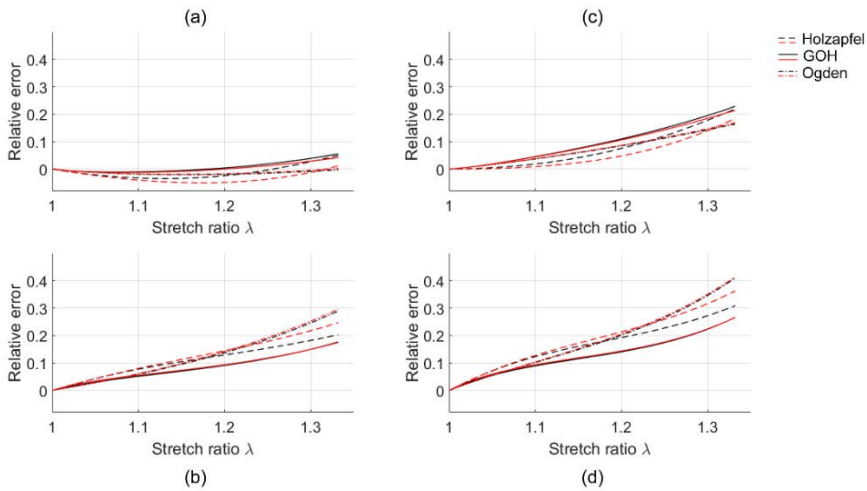 (a)
Relative error
0.4
0.3
0.2
0.1
0
1
1.1
1.2
1.3
Stretch ratio λ
(c)
Relative error
0.4
0.3
0.2
0.1
0
1
1.1
1.2
1.3
Stretch ratio λ
Holzapfel
GOH
Ogden
Relative error
0.4
0.3
0.2
0.1
0
1
1.1
1.2
1.3
Stretch ratio λ
(b)
Relative error
0.4
0.3
0.2
0.1
0
1
1.1
1.2
1.3
Stretch ratio λ
(d)